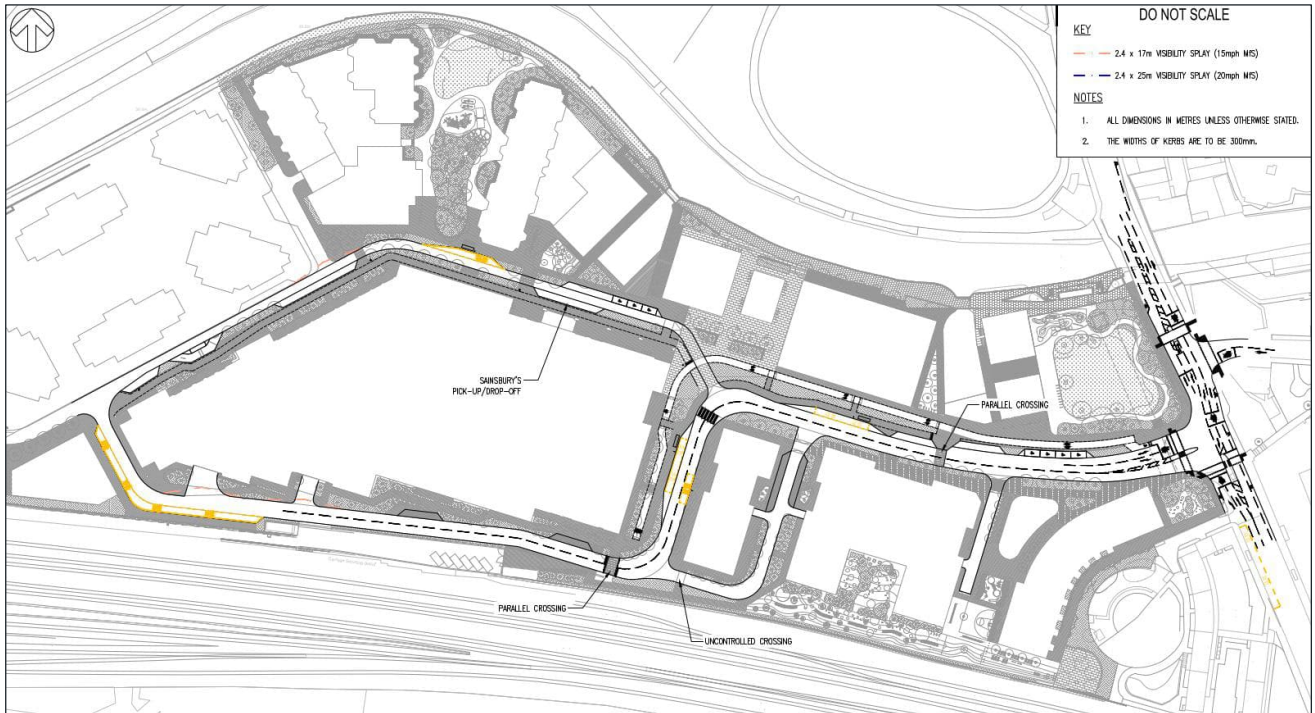 DO NOT SCALE
KEY
2.4 x 17m VISIBILITY SPLAY (15mph MfS)
2.4 x 25m VISIBILITY SPLAY (20mph MfS)
NOTES
1. ALL DIMENSIONS IN METRES UNLESS OTHERWISE STATED.
2. THE WIDTHS OF KERBS ARE TO BE 300mm.
SAINSBURY'S
PICK-UP/DROP-OFF
PARALLEL CROSSING
PARALLEL CROSSING
UNCONTROLLED CROSSING